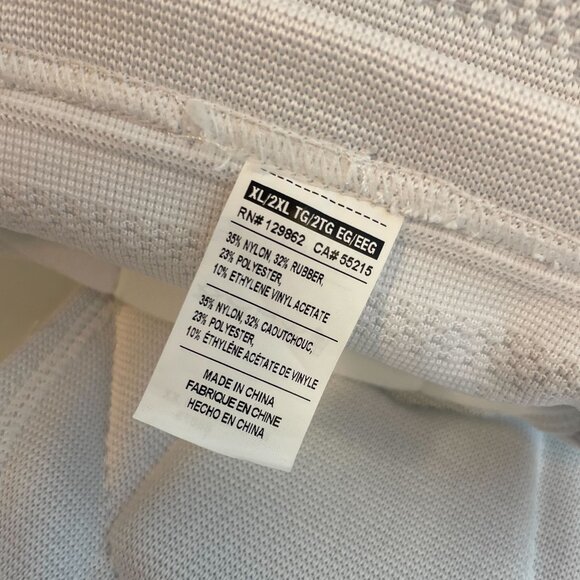 XL/2XL TG/2TG EG/EEG
RN# 129862 CA# 55215
35% NYLON, 32% RUBBER,
23% POLYESTER,
10% ETHYLENE VINYL ACETATE
35% NYLON, 32% CAOUTCHOUC,
23% POLYESTER,
10% ÉTHYLÉNE ACÉTATE DE VINYLE
MADE IN CHINA
FABRIQUE EN CHINE
HECHO EN CHINA